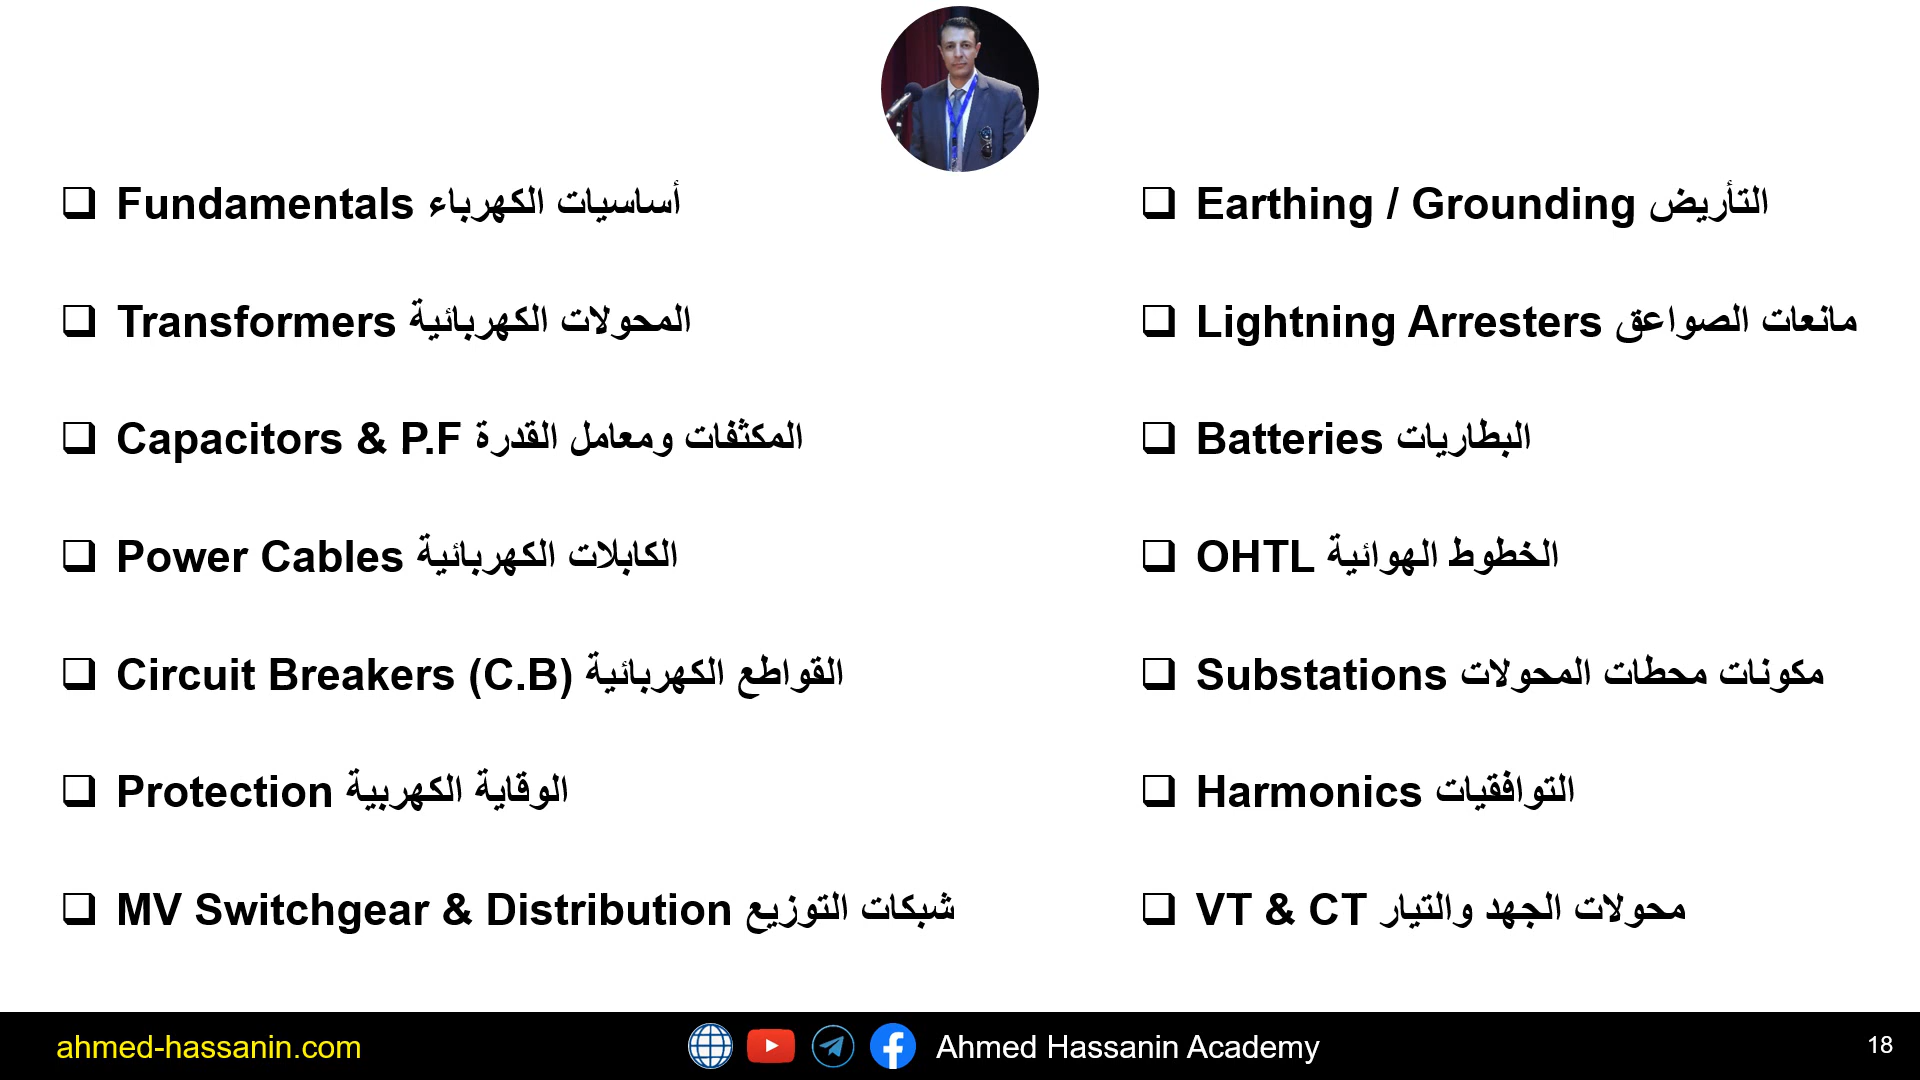 ❑ Fundamentals أساسيات الكهرباء
❑ Transformers المحولات الكهربائية
❑ Capacitors & P.F المكثفات ومعامل القدرة
❑ Power Cables الكابلات الكهربائية
❑ Circuit Breakers (C.B) القواطع الكهربائية
❑ Protection الوقاية الكهربية
❑ MV Switchgear & Distribution شبكات التوزيع
❑ Earthing / Grounding التأريض
❑ Lightning Arresters مانعات الصواعق
❑ Batteries البطاريات
❑ OHTL الخطوط الهوائية
❑ Substations مكونات محطات المحولات
❑ Harmonics التوافقيات
❑ VT & CT محولات الجهد والتيار
ahmed-hassanin.com
Ahmed Hassanin Academy
18